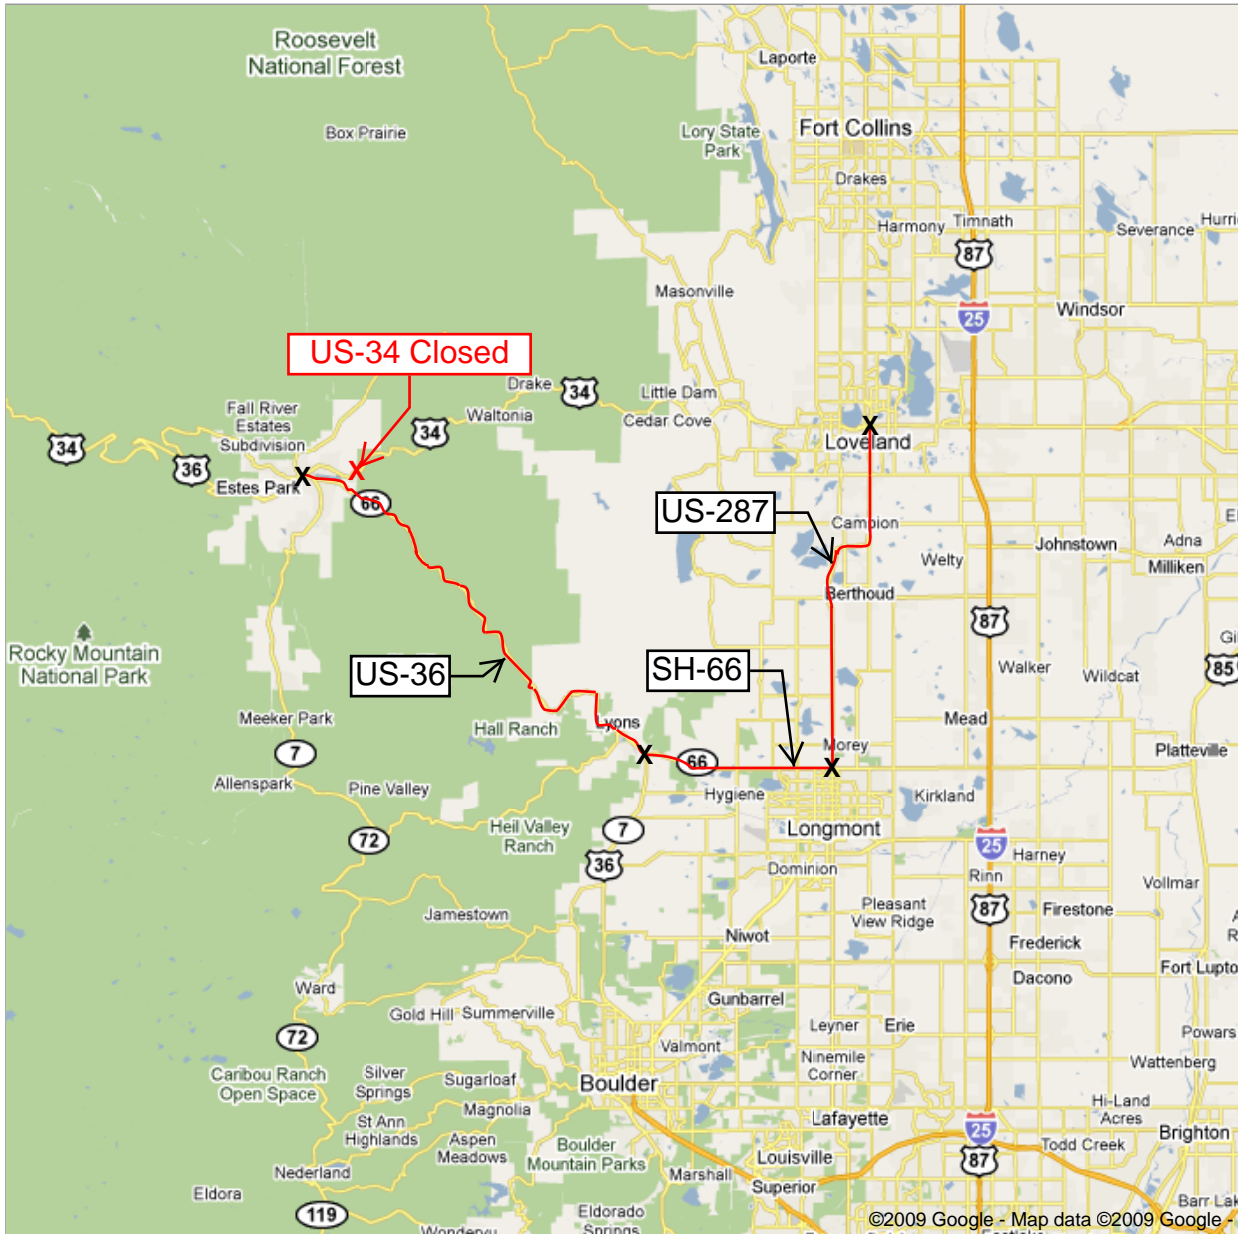 Roosevelt
National Forest
Laporte
Box Prairie
Lory State
Park
Fort Collins
Drakes
Harmony
Timnath
Severance
87
Masonville
25
Windsor
US-34 Closed
Drake
34
Little Dam
Fall River
Estates
Subdivision
Waltonia
Cedar Cove
34
34
36
Loveland
Estes Park
66
US-287
Campion
Johnstown
Adna
Welty
Milliken
Berthoud
87
Rocky Mountain
National Park
US-36
SH-66
Walker
Wildcat
85
Meeker Park
Hall Ranch
Lyons
Mead
7
66
Morey
Platteville
Allenspark
Pine Valley
Hygiene
Kirkland
72
Heil Valley
Ranch
7
Longmont
25
36
Dominion
Harney
Rinn
Vollmar
Jamestown
Pleasant
View Ridge
87
Firestone
Niwot
Frederick
Fort Lupto
Ward
Dacono
Gunbarrel
Gold Hill
Summerville
Leyner
Erie
72
Valmont
Powars
Ninemile
Corner
Wattenberg
Caribou Ranch
Open Space
Silver
Springs
Sugarloaf
Boulder
Magnolia
Lafayette
Hi-Land
Acres
St Ann
Highlands
25
Aspen
Meadows
Boulder
Mountain Parks
Todd Creek
Brighton
Louisville
87
Nederland
Marshall
Superior
Eldora
Barr Lak
119
Eldorado
Springs
©2009 Google - Map data ©2009 Google -